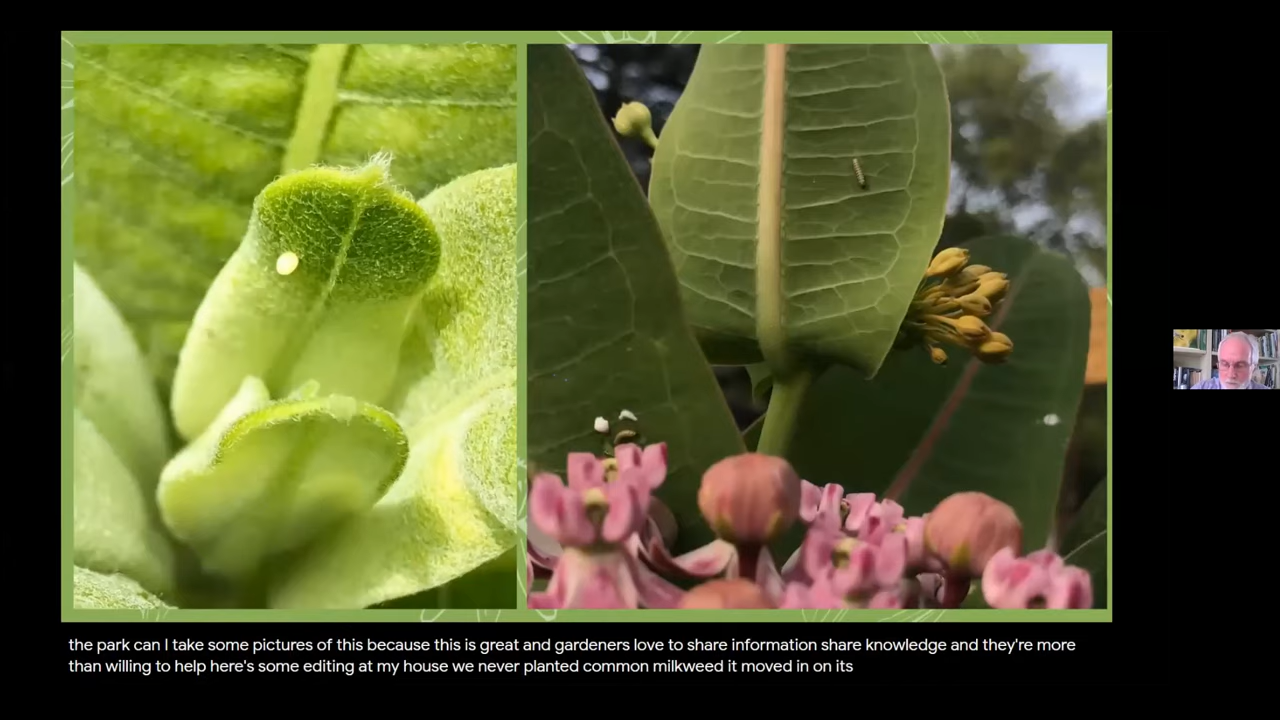 the park can I take some pictures of this because this is great and gardeners love to share information share knowledge and they're more
than willing to help here's some editing at my house we never planted common milkweed it moved in on its